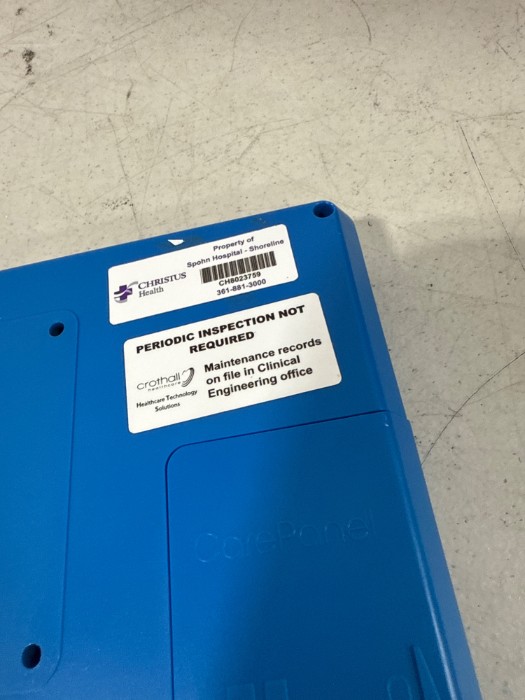 Property of
Spohn Hospital - Shoreline
CHRISTUS
Health
CH8023759
361-881-3000
PERIODIC INSPECTION NOT
REQUIRED
crothall
healthcare
Healthcare Technology
Solutions
Maintenance records
on file in Clinical
Engineering office
CarePanel